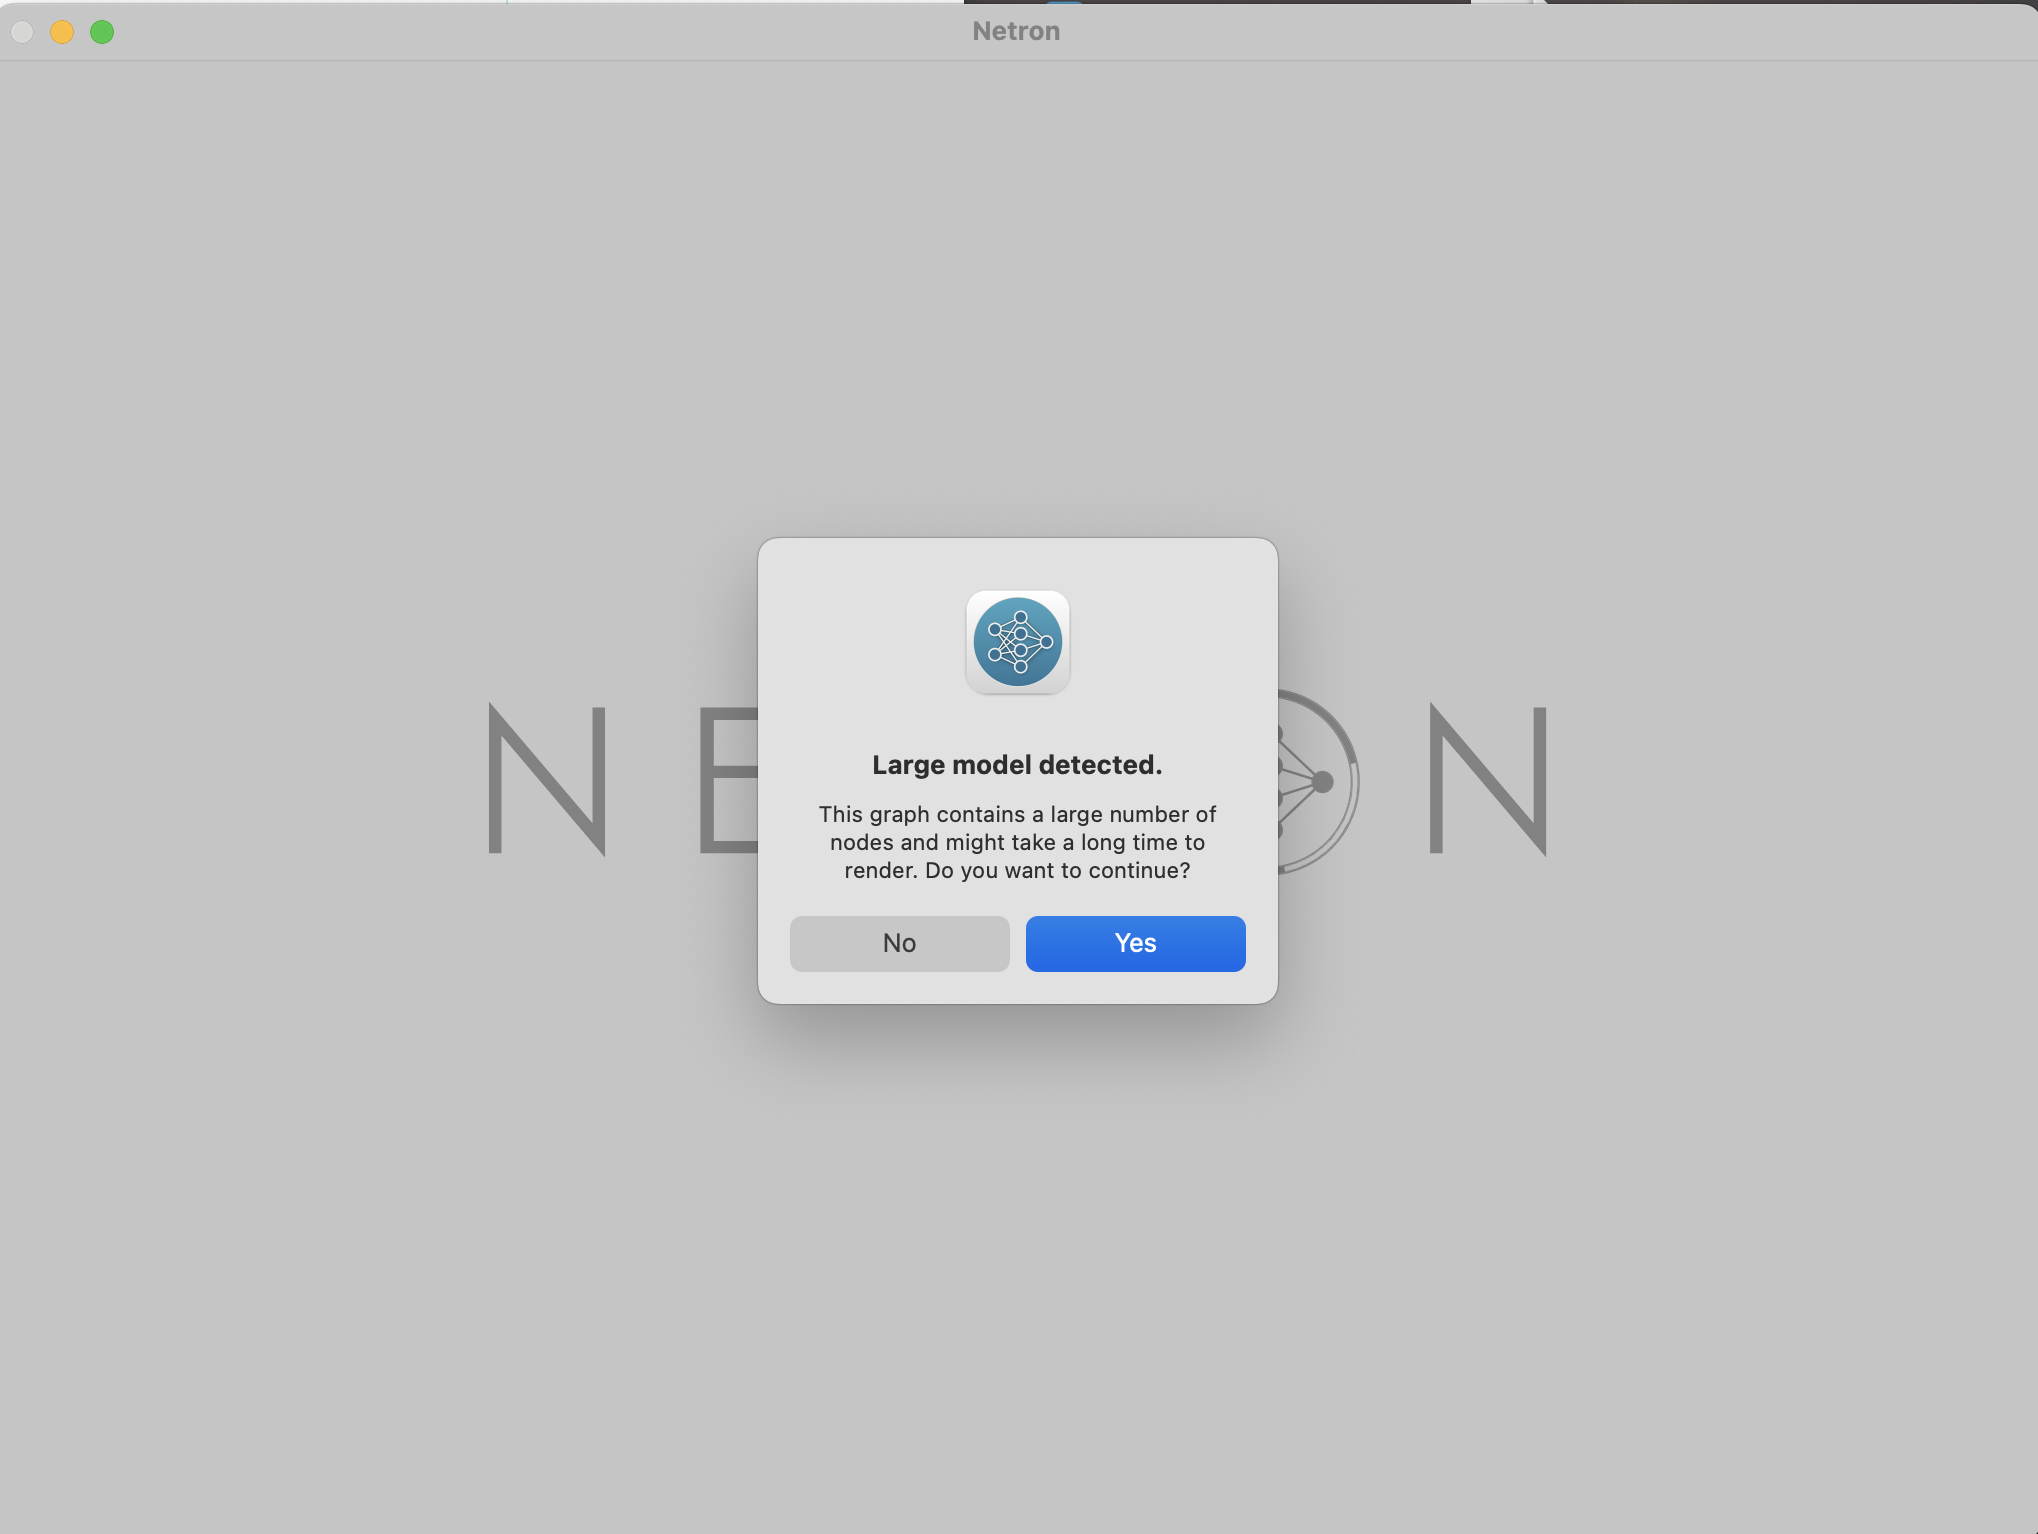 Netron
NE N
Large model detected.
This graph contains a large number of
nodes and might take a long time to
render. Do you want to continue?
No
Yes